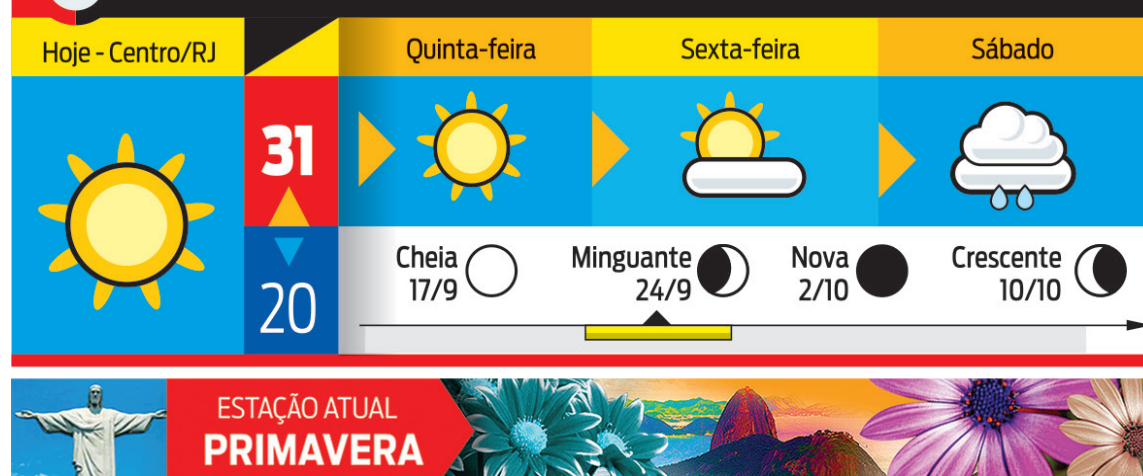 Hoje - Centro/RJ
Quinta-feira
Sexta-feira
Sábado
31
20
Cheia
17/9
Minguante
24/9
Nova
2/10
Crescente
10/10
ESTAÇÃO ATUAL
PRIMAVERA